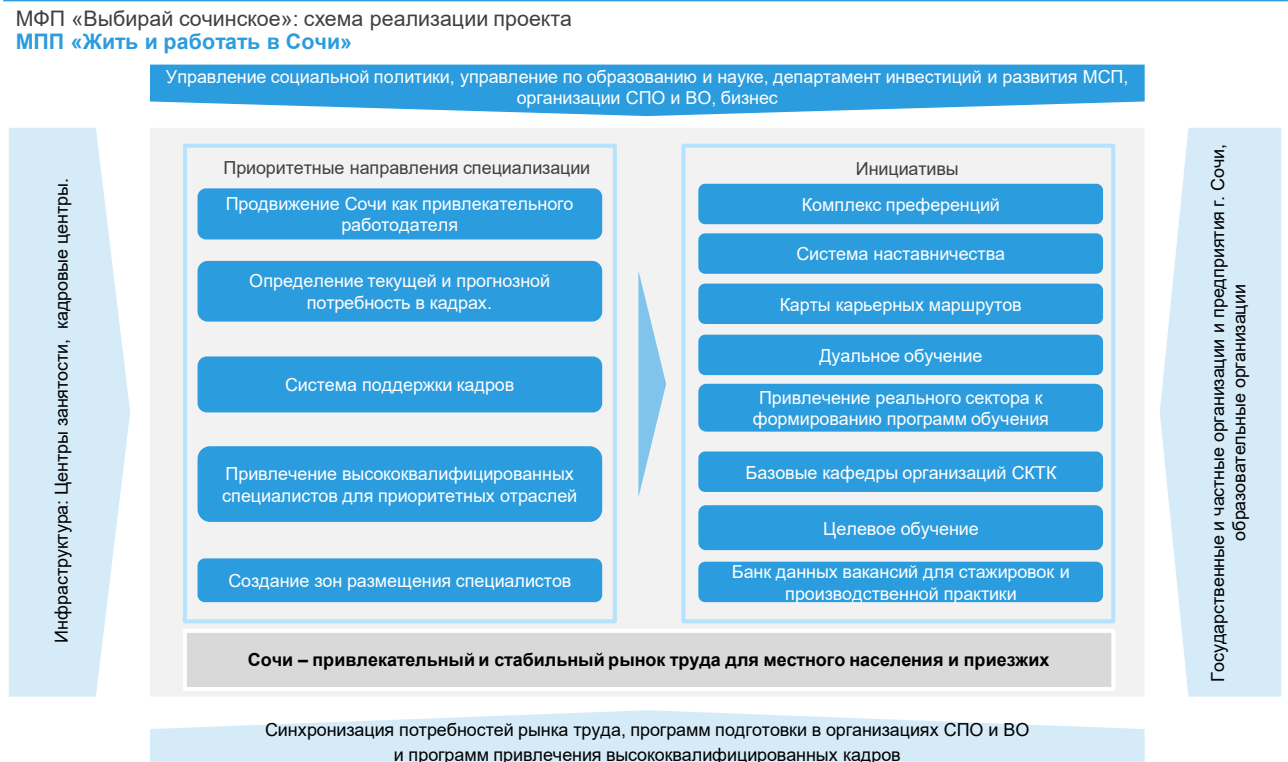 МФП «Выбирай сочинское»: схема реализации проекта
МПП «Жить и работать в Сочи»
Управление социальной политики, управление по образованию и науке, департамент инвестиций и развития МСП,
организации СПО и ВО, бизнес
Инфраструктура: Центры занятости, кадровые центры.
Приоритетные направления специализации
Продвижение Сочи как привлекательного
работодателя
Определение текущей и прогнозной
потребность в кадрах.
Система поддержки кадров
Привлечение высококвалифицированных
специалистов для приоритетных отраслей
Создание зон размещения специалистов
Инициативы
Комплекс преференций
Система наставничества
Карты карьерных маршрутов
Дуальное обучение
Привлечение реального сектора к
формированию программ обучения
Базовые кафедры организаций СКТК
Целевое обучение
Банк данных вакансий для стажировок и
производственной практики
Государственные и частные организации и предприятия г. Сочи,
образовательные организации
Сочи – привлекательный и стабильный рынок труда для местного населения и приезжих
Синхронизация потребностей рынка труда, программ подготовки в организациях СПО и ВО
и программ привлечения высококвалифицированных кадров